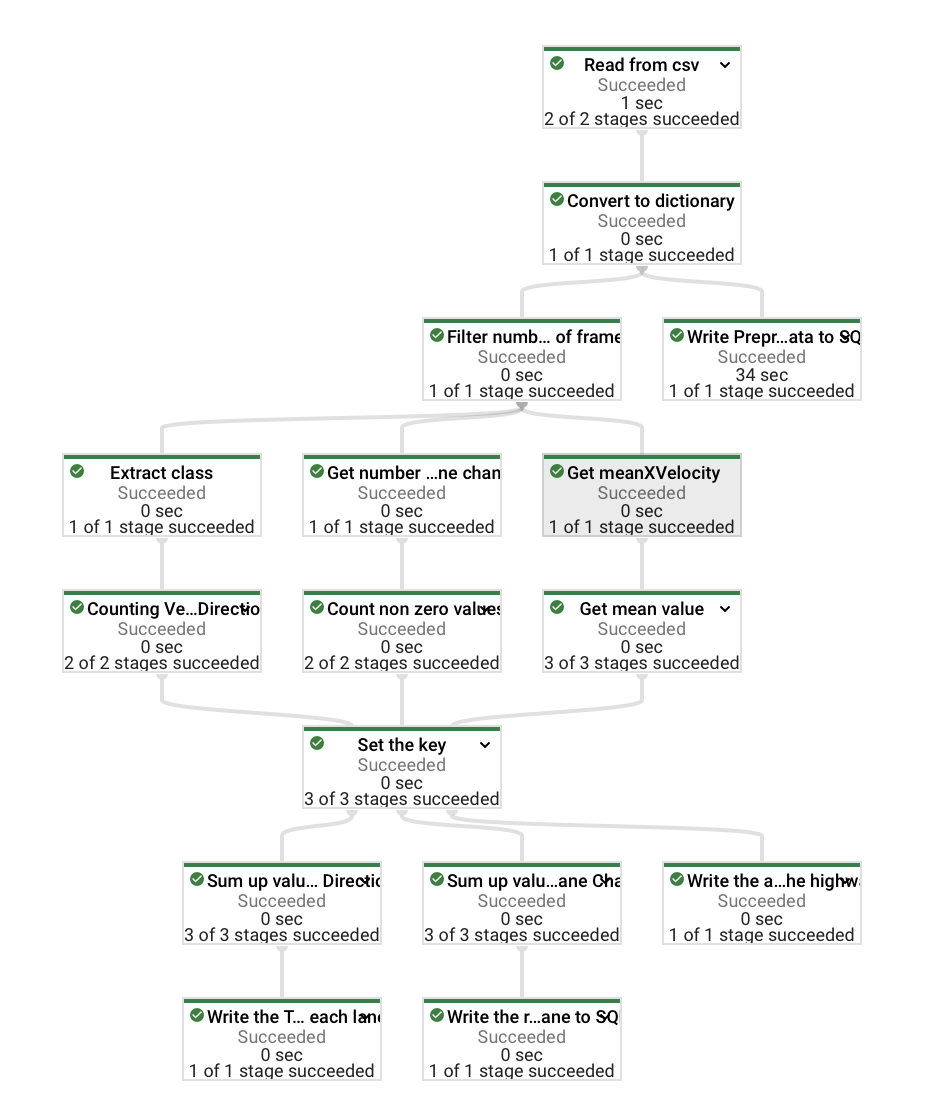 Read from csv
Succeeded
1 sec
2 of 2 stages succeeded
Convert to dictionary
Succeeded
0 sec
1 of 1 stage succeeded
Filter numb... of frame
Succeeded
0 sec
1 of 1 stage succeeded
Write Prepr...ata to SQ
Succeeded
34 sec
1 of 1 stage succeeded
Extract class
Succeeded
0 sec
1 of 1 stage succeeded
Get number ...ne chan
Succeeded
0 sec
1 of 1 stage succeeded
Get meanXVelocity
Succeeded
0 sec
1 of 1 stage succeeded
Counting Ve...Directio
Succeeded
0 sec
2 of 2 stages succeeded
Count non zero values
Succeeded
0 sec
2 of 2 stages succeeded
Get mean value
Succeeded
0 sec
3 of 3 stages succeeded
Set the key
Succeeded
0 sec
3 of 3 stages succeeded
Sum up valu... Directic
Succeeded
0 sec
3 of 3 stages succeeded
Sum up valu...ane Cha
Succeeded
0 sec
3 of 3 stages succeeded
Write the a...he highwa
Succeeded
0 sec
1 of 1 stage succeeded
Write the T... each lane
Succeeded
0 sec
1 of 1 stage succeeded
Write the r...ane to SQ
Succeeded
0 sec
1 of 1 stage succeeded